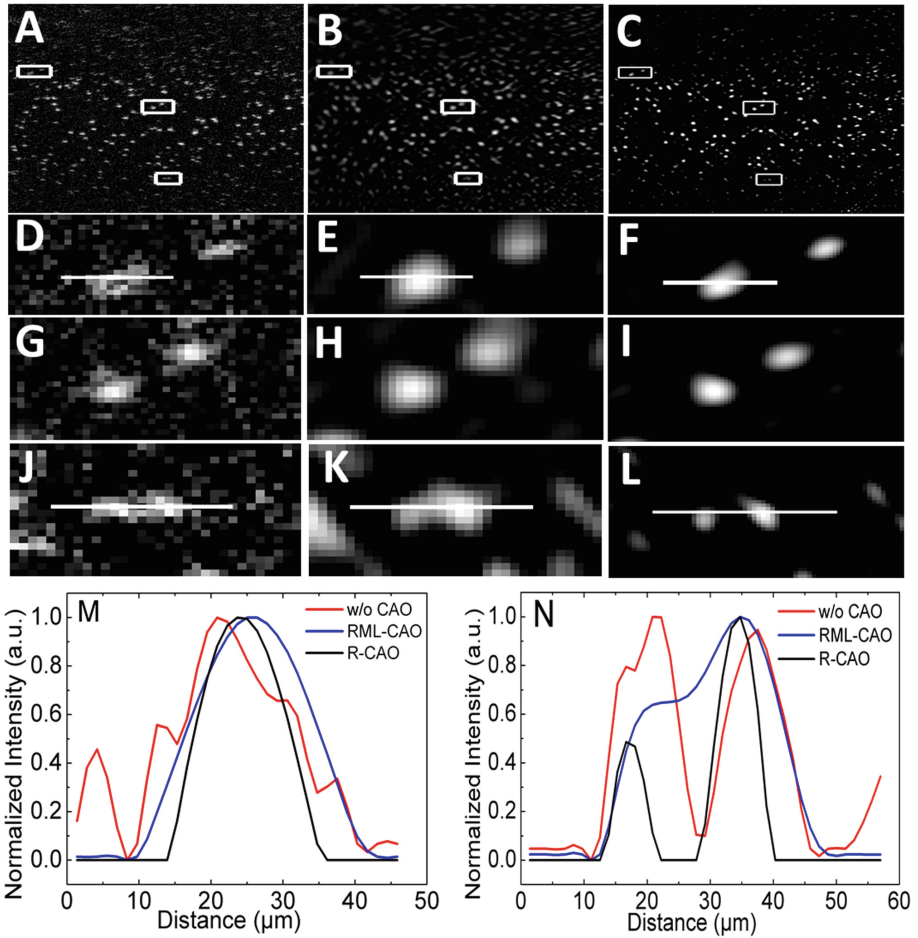 A
B
C
D
E
F
G
H
I
J
K
L
M
w/o CAO
RML-CAO
R-CAO
Normalized Intensity (a.u.)
1.0
0.8
0.6
0.4
0.2
0.0
0 10 20 30 40 50
Distance (µm)
N
w/o CAO
RML-CAO
R-CAO
Normalized Intensity (a.u.)
1.0
0.8
0.6
0.4
0.2
0.0
0 10 20 30 40 50 60
Distance (µm)